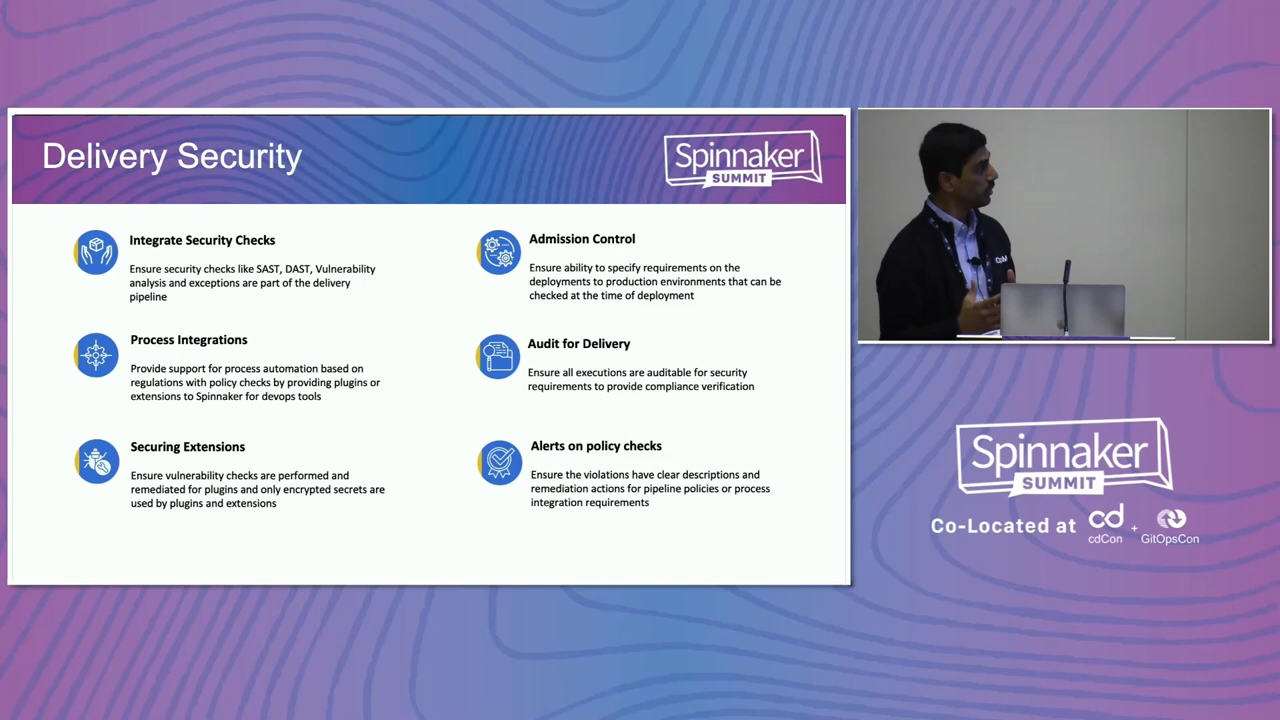 Delivery Security
Spinnaker
SUMMIT
Integrate Security Checks
Ensure security checks like SAST, DAST, Vulnerability
analysis and exceptions are part of the delivery
pipeline
Process Integrations
Provide support for process automation based on
regulations with policy checks by providing plugins or
extensions to Spinnaker for devops tools
Securing Extensions
Ensure vulnerability checks are performed and
remediated for plugins and only encrypted secrets are
used by plugins and extensions
Admission Control
Ensure ability to specify requirements on the
deployments to production environments that can be
checked at the time of deployment
Audit for Delivery
Ensure all executions are auditable for security
requirements to provide compliance verification
Alerts on policy checks
Ensure the violations have clear descriptions and
remediation actions for pipeline policies or process
integration requirements
Spinnaker
SUMMIT
Co-Located at
cd
cdCon
+
GitOpsCon